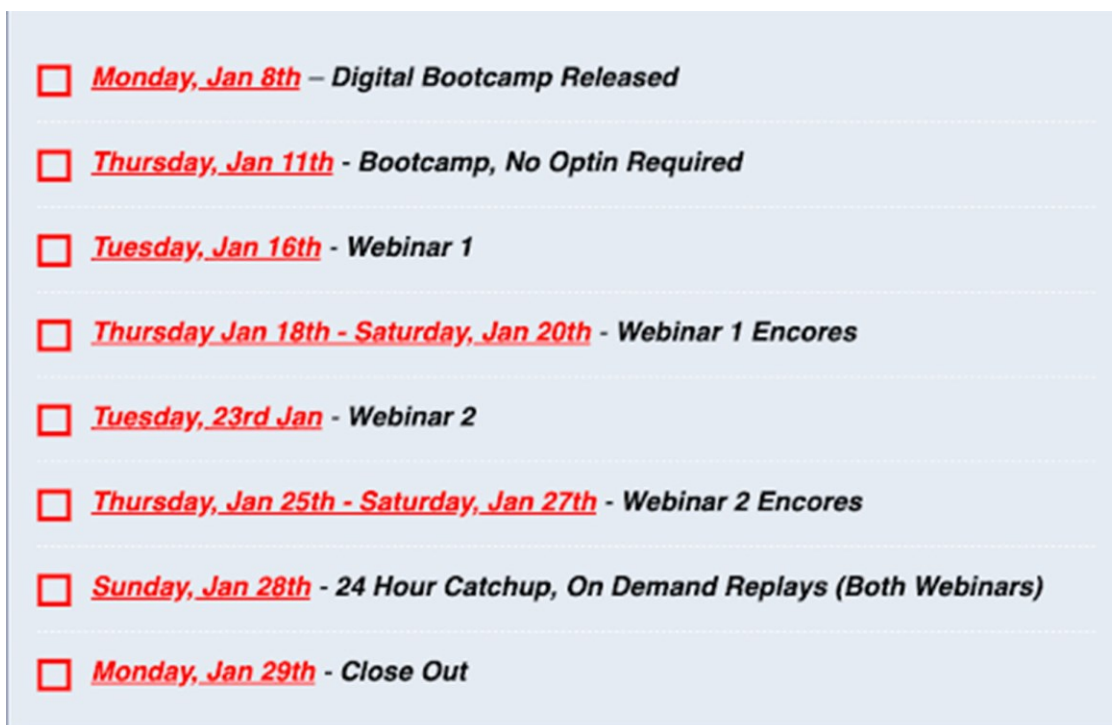 Monday, Jan 8th – Digital Bootcamp Released
Thursday, Jan 11th - Bootcamp, No Optin Required
Tuesday, Jan 16th - Webinar 1
Thursday Jan 18th - Saturday, Jan 20th - Webinar 1 Encores
Tuesday, 23rd Jan - Webinar 2
Thursday, Jan 25th - Saturday, Jan 27th - Webinar 2 Encores
Sunday, Jan 28th - 24 Hour Catchup, On Demand Replays (Both Webinars)
Monday, Jan 29th - Close Out